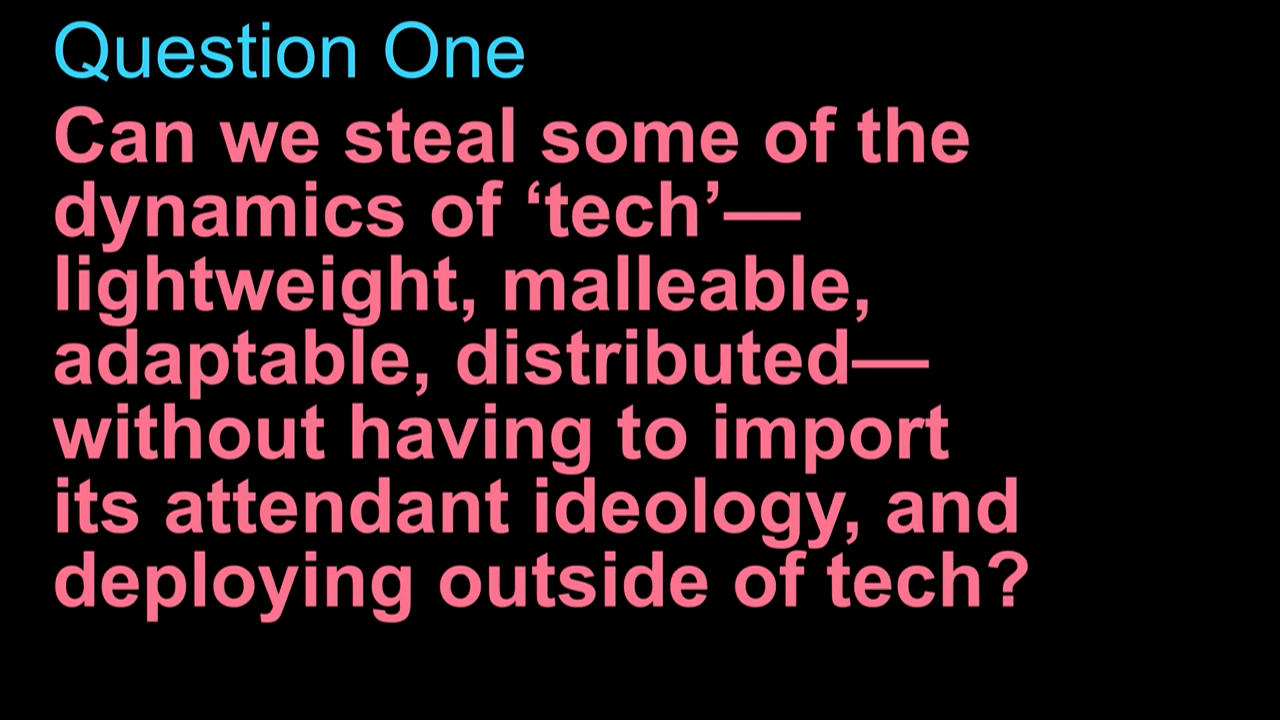 Question One
Can we steal some of the
dynamics of ‘tech’—
lightweight, malleable,
adaptable, distributed—
without having to import
its attendant ideology, and
deploying outside of tech?